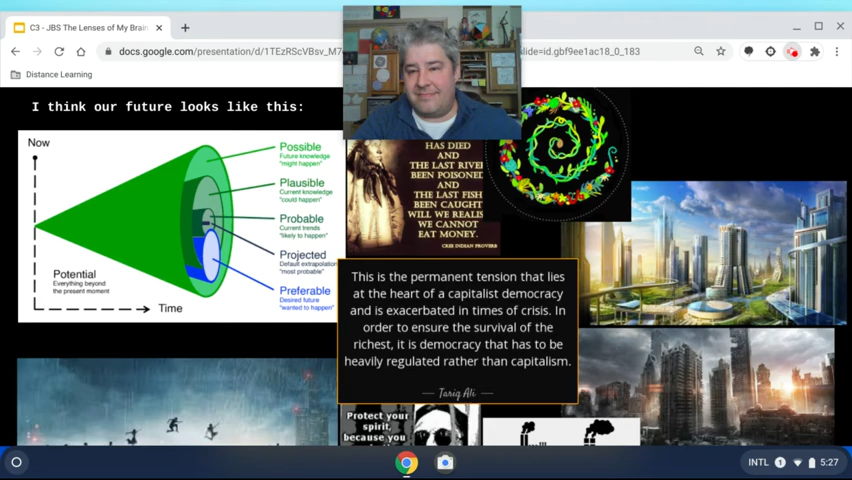 C3 - JBS The Lenses of My Brain
docs.google.com/presentation/d/1TEzRScVBsv_M7
lide=id.gbf9ee1ac18_0_183
Distance Learning
I think our future looks like this:
Now
Possible
Future knowledge
"might happen"
Plausible
Current knowledge
"could happen"
Probable
Current trends
"likely to happen"
Projected
Default extrapolation
"most probable"
Preferable
Desired future
"wanted to happen"
Potential
Everything beyond
the present moment
Time
HAS DIED
AND
THE LAST RIVE
BEEN POISONED
AND
THE LAST FISH
BEEN CAUGHT
WILL WE REALIS
WE CANNOT
EAT MONEY.
CREE INDIAN PROVERB
This is the permanent tension that lies
at the heart of a capitalist democracy
and is exacerbated in times of crisis. In
order to ensure the survival of the
richest, it is democracy that has to be
heavily regulated rather than capitalism.
Tariq Ali
Protect your
spirit,
because you
INTL 1 5:27